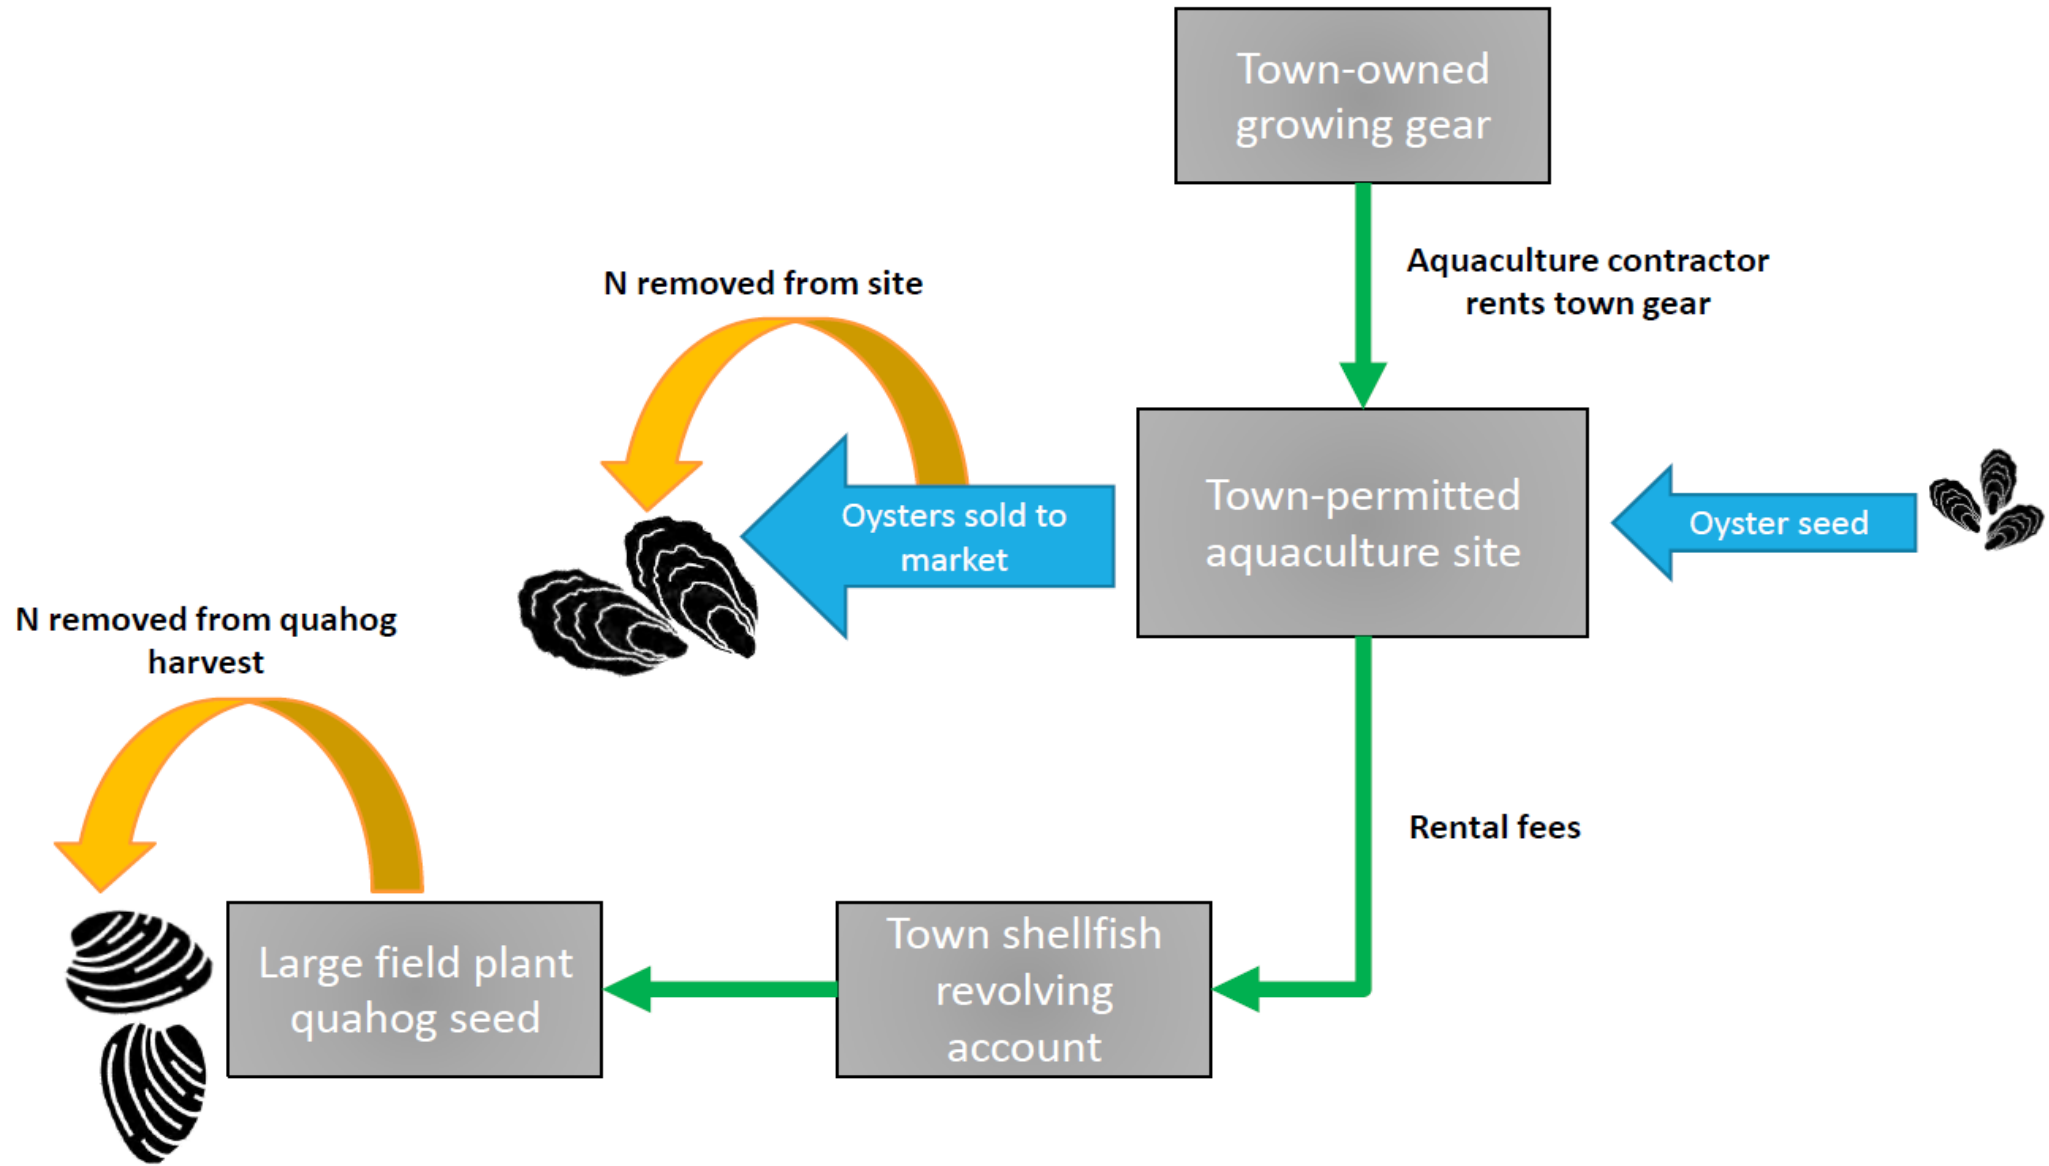 Town-owned
growing gear
Aquaculture contractor
rents town gear
N removed from site
Town-permitted
aquaculture site
Oyster seed
Oysters sold to
market
N removed from quahog
harvest
Rental fees
Town shellfish
revolving
account
Large field plant
quahog seed